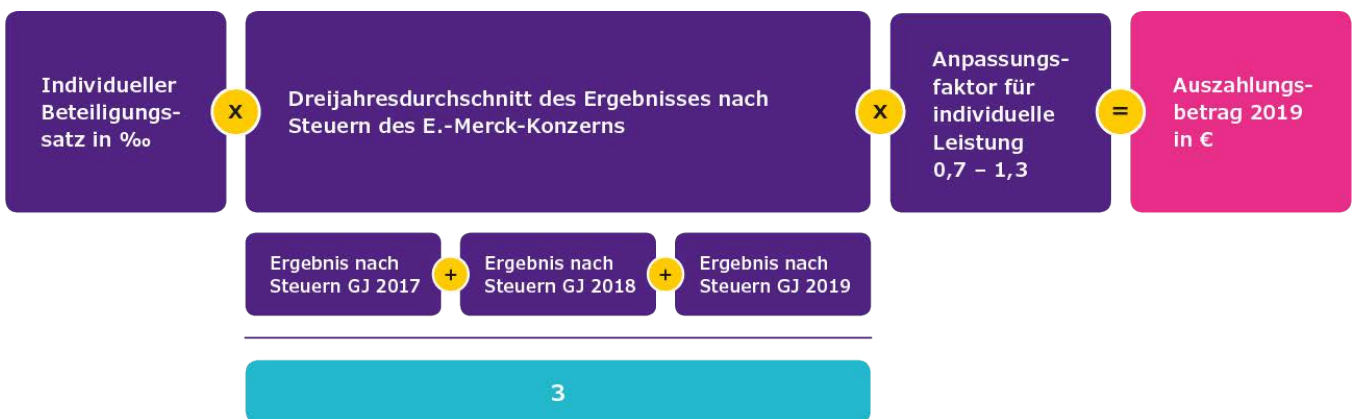 Individueller
Beteiligungs-
satz in ‰
x
Dreijahresdurchschnitt des Ergebnisses nach
Steuern des E.-Merck-Konzerns
x
Anpassungs-
faktor für
individuelle
Leistung
0,7 – 1,3
=
Auszahlungs-
betrag 2019
in €
Ergebnis nach
Steuern GJ 2017
+
Ergebnis nach
Steuern GJ 2018
+
Ergebnis nach
Steuern GJ 2019
3